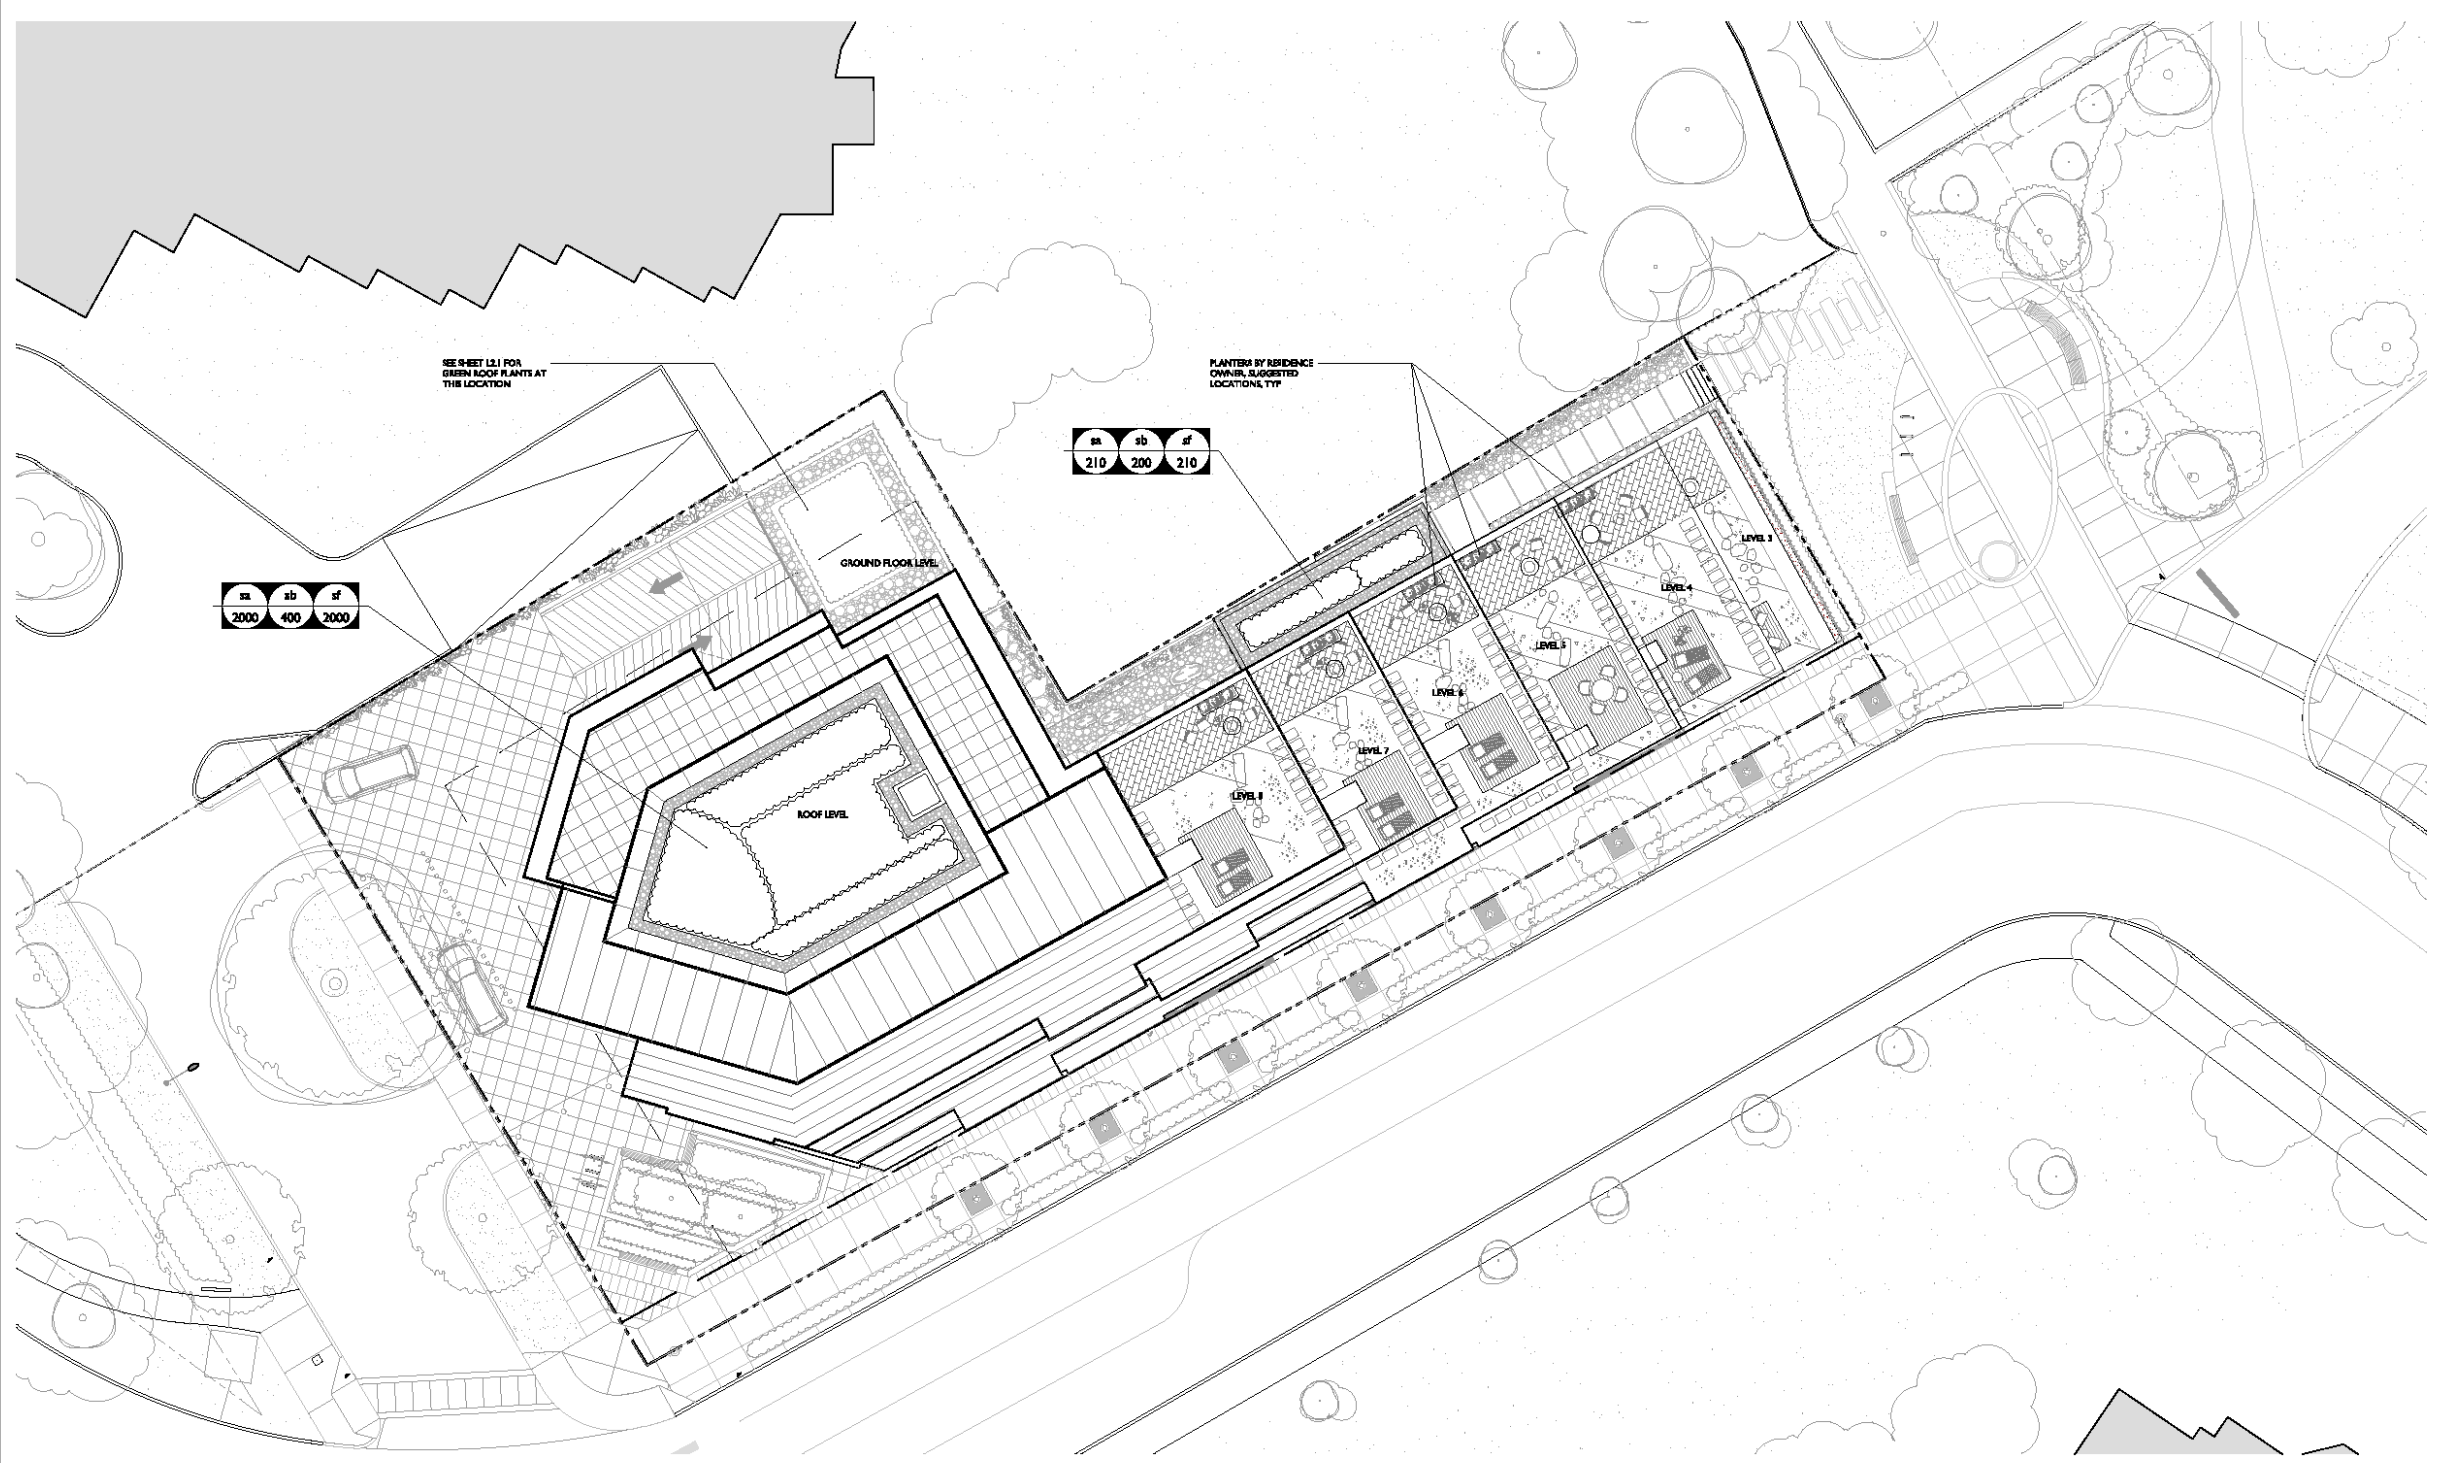 SEE SHEET L2.1 FOR
GREEN ROOF PLANTS AT
THIS LOCATION
PLANTERS BY RESIDENCE
OWNER, SUGGESTED
LOCATIONS, TYP
sa sb sf
210 200 210
GROUND FLOOR LEVEL
LEVEL 3
LEVEL 4
sa sb sf
2000 400 2000
LEVEL 5
LEVEL 6
LEVEL 7
LEVEL 8
ROOF LEVEL